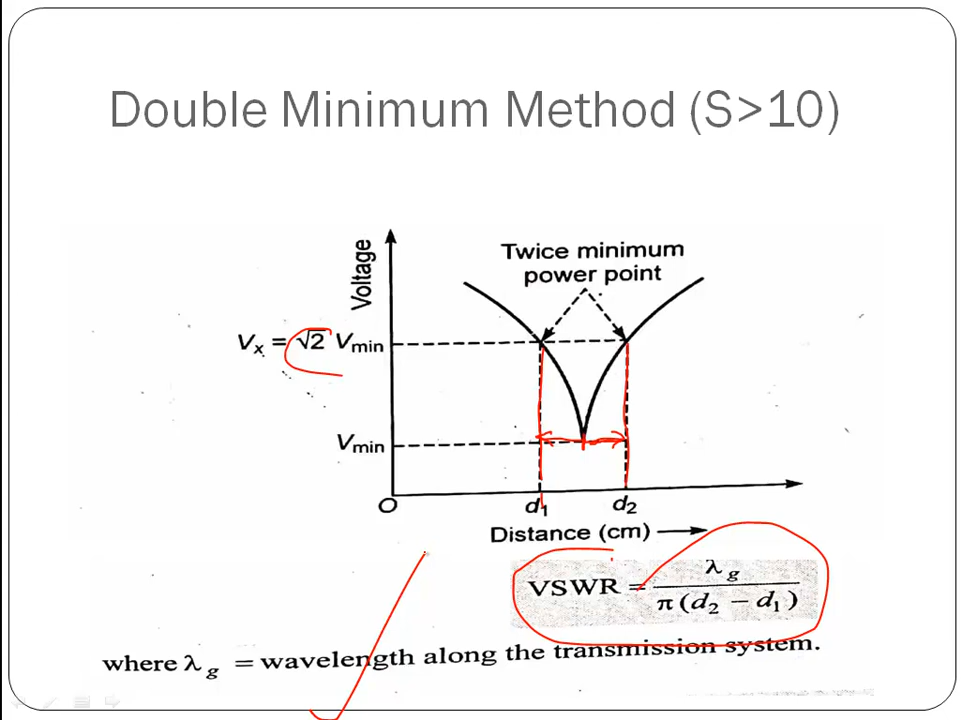 Double Minimum Method (S>10)
Voltage
Twice minimum
power point
Vx = √2 Vmin
Vmin
O
d1
d2
Distance (cm)
VSWR = λg / π(d2 − d1)
where λg = wavelength along the transmission system.